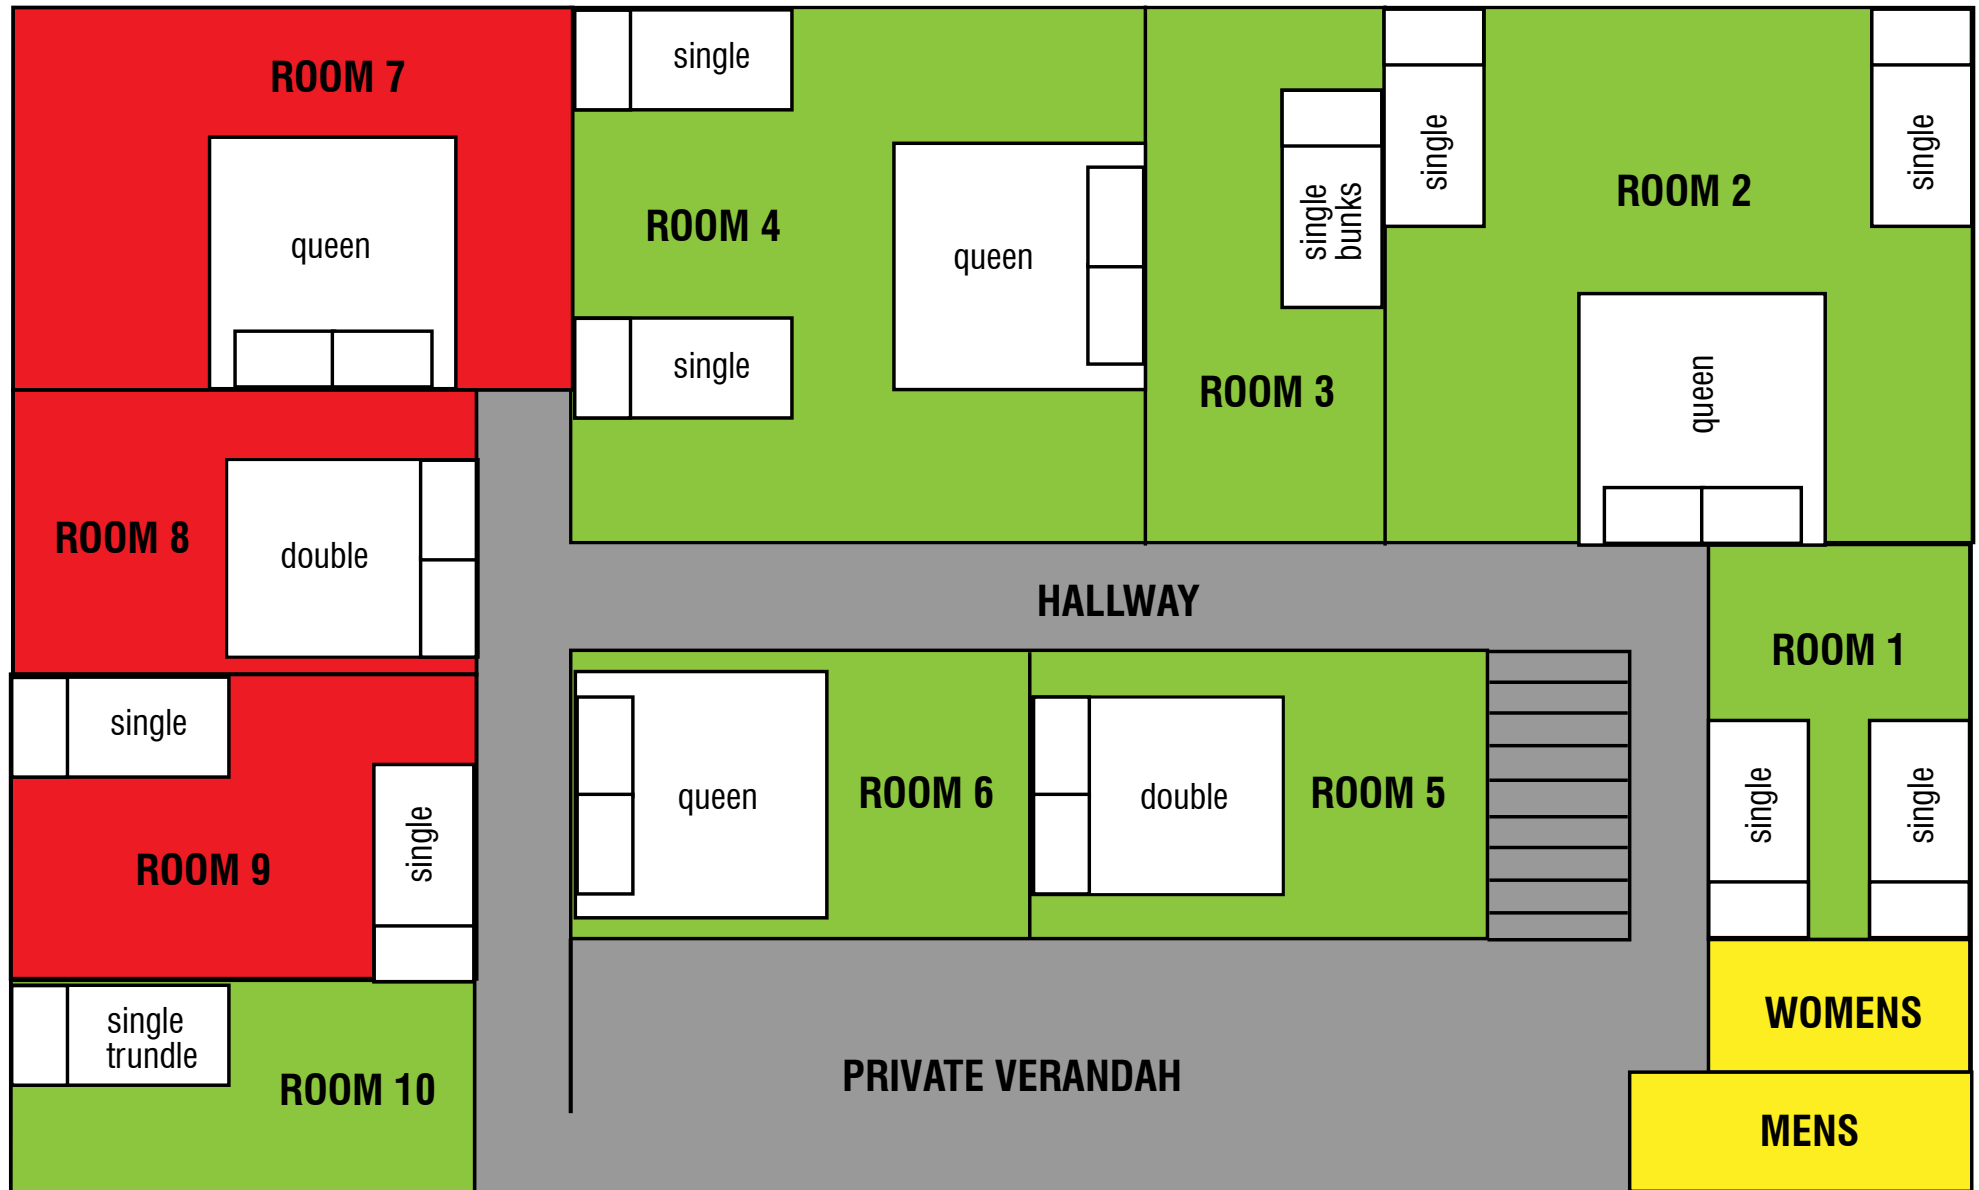 ROOM 7
queen
single
ROOM 4
queen
single
single
bunks
ROOM 3
single
ROOM 2
single
queen
ROOM 8
double
HALLWAY
ROOM 1
single
single
single
ROOM 9
single
queen
ROOM 6
double
ROOM 5
single
trundle
ROOM 10
PRIVATE VERANDAH
WOMENS
MENS